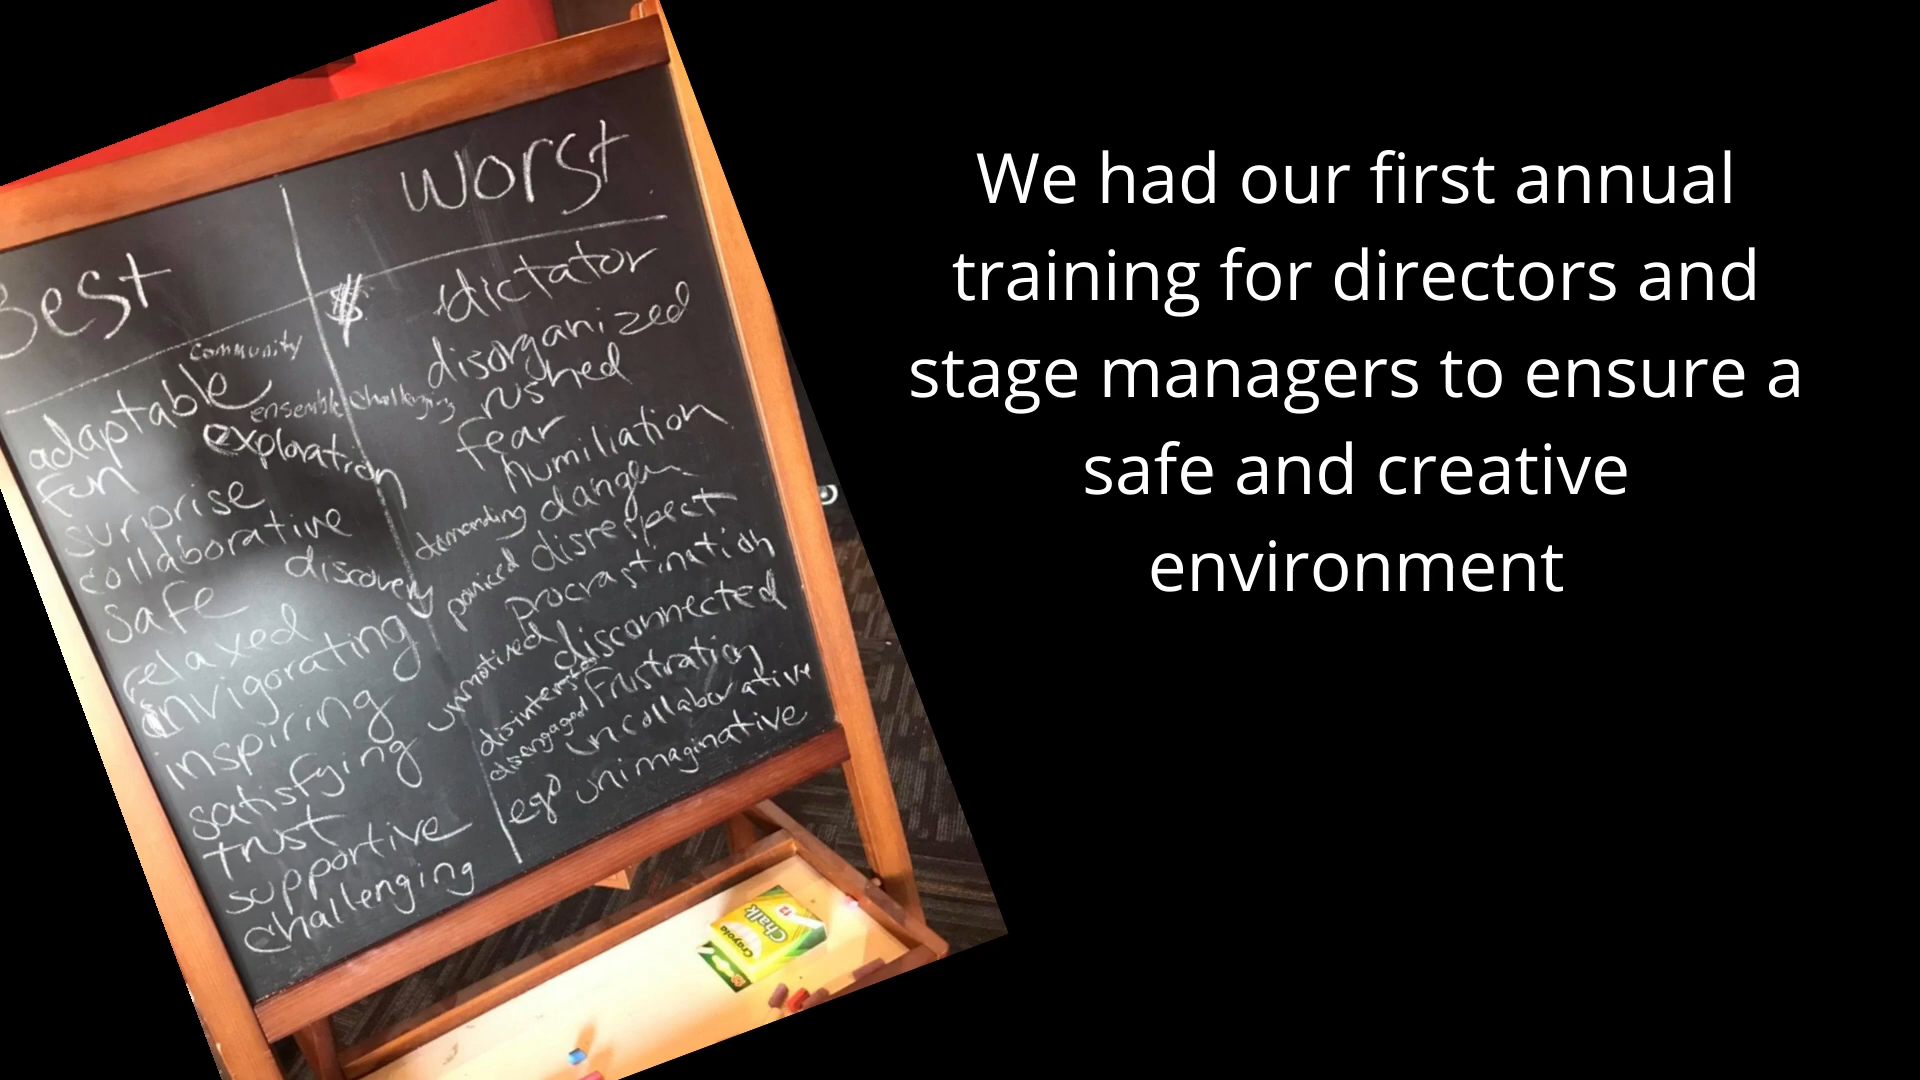 Best
community
adaptable
ensemble
exploration
fun
surprise
collaborative
discovery
safe
relaxed
invigorating
inspiring
satisfying
trust
supportive
challenging
worst
$
dictator
disorganized
challenging
rushed
fear
humiliation
danger
demanding
disrespect
panicked
procrastination
disconnected
unmotived
frustration
disengaged
uncollaborative
ego unimaginative
Crayola
Chalk
12
We had our first annual
training for directors and
stage managers to ensure a
safe and creative
environment